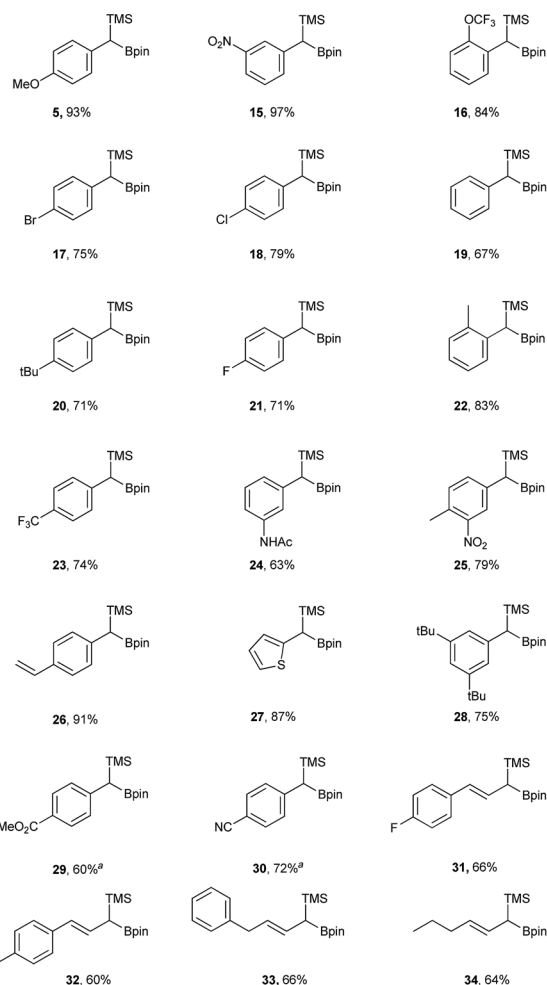 TMS TMS OCF3 TMS
Bpin O2N Bpin Bpin
MeO
5, 93% 15, 97% 16, 84%
TMS TMS TMS
Bpin Bpin Bpin
Br Cl
17, 75% 18, 79% 19, 67%
TMS TMS TMS
Bpin Bpin Bpin
tBu F
20, 71% 21, 71% 22, 83%
TMS TMS TMS
Bpin Bpin Bpin
F3C NHAc NO2
23, 74% 24, 63% 25, 79%
TMS TMS TMS
Bpin Bpin tBu Bpin
S tBu
26, 91% 27, 87% 28, 75%
TMS TMS TMS
Bpin Bpin Bpin
MeO2C NC F
29, 60%a 30, 72%a 31, 66%
TMS TMS TMS
Bpin Bpin Bpin
32, 60% 33, 66% 34, 64%